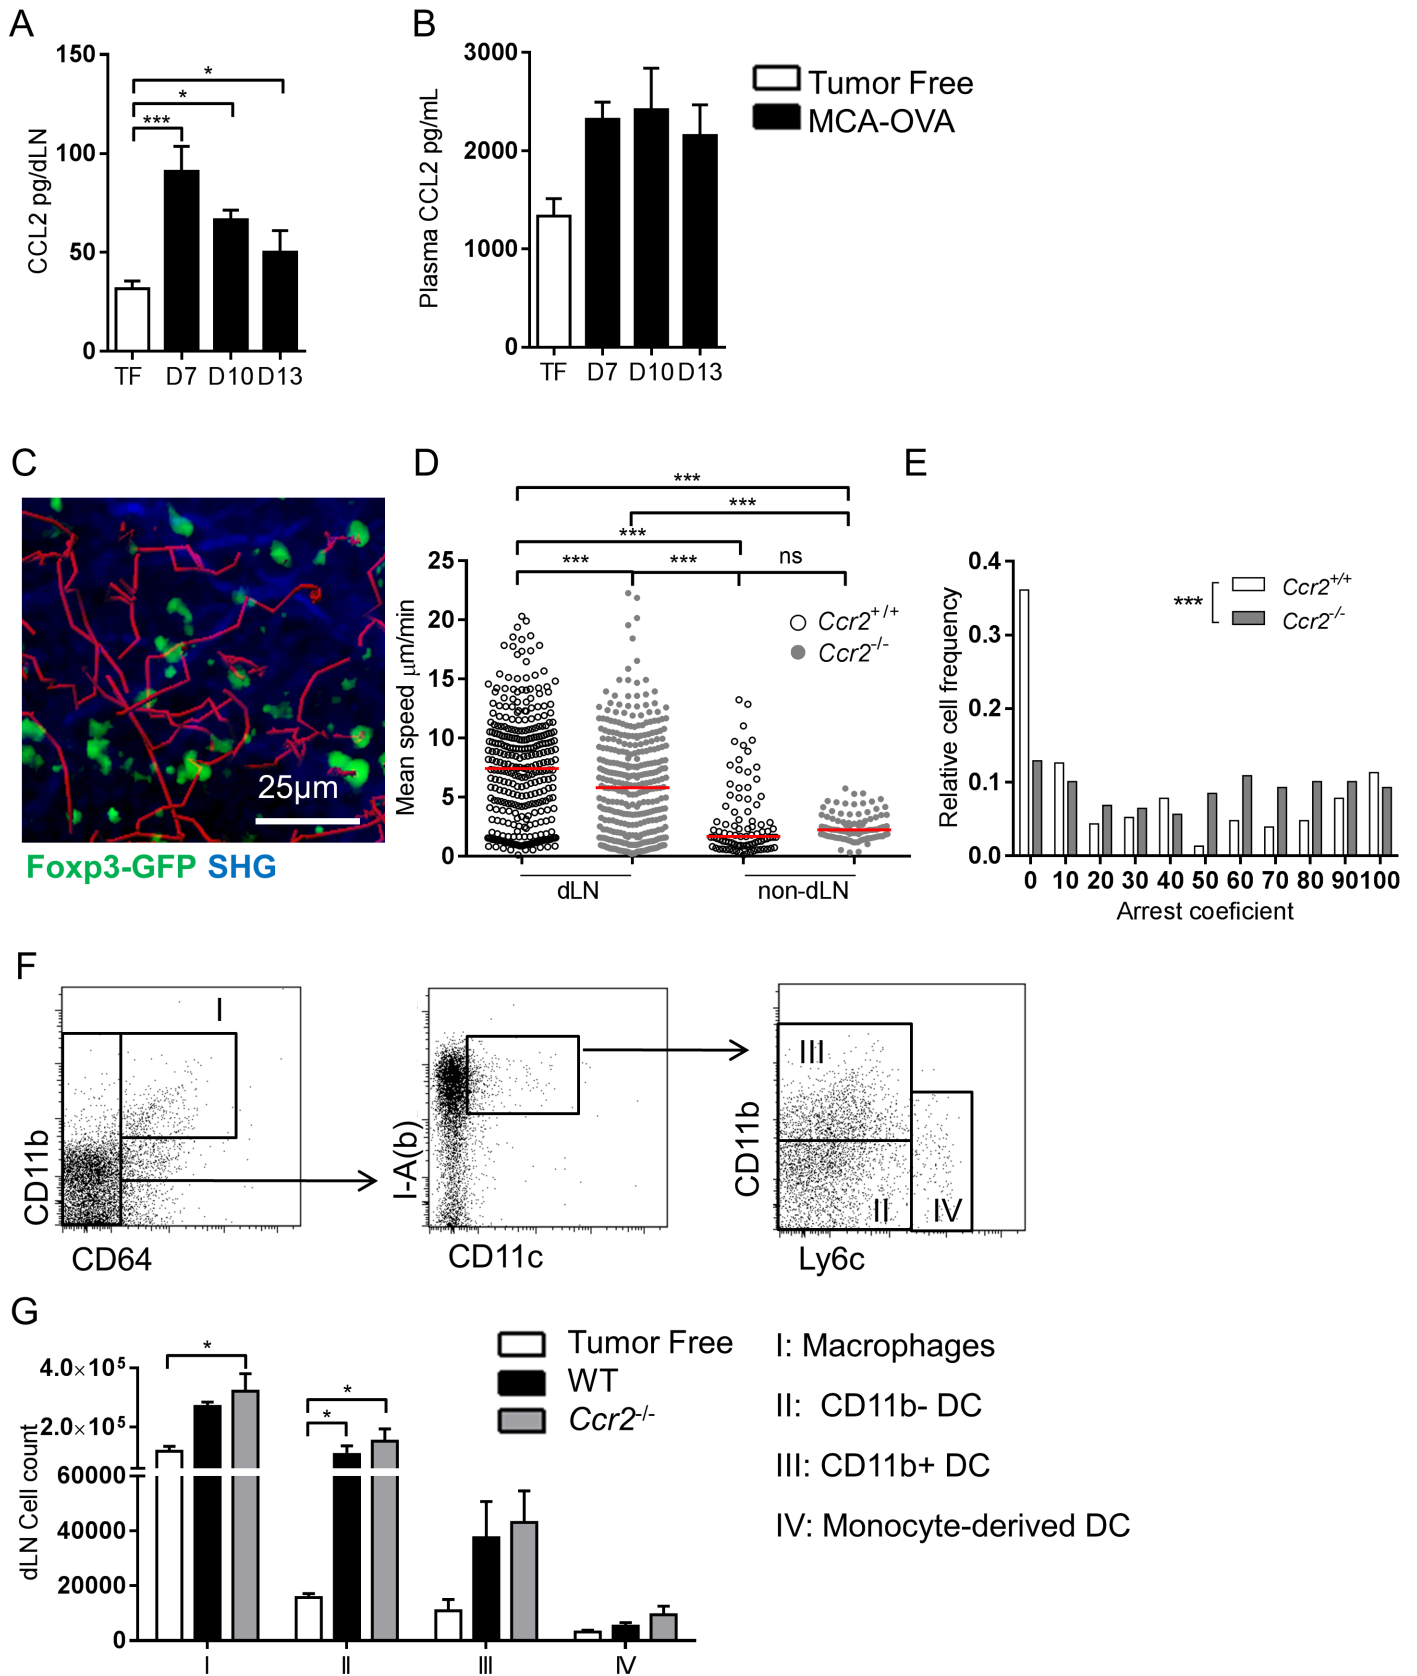 A
150
100
50
0
CCL2 pg/dLN
*
*
***
TF D7 D10 D13
B
3000
2000
1000
0
Plasma CCL2 pg/mL
TF D7 D10 D13
Tumor Free
MCA-OVA
C
25µm
Foxp3-GFP SHG
D
***
***
***
*** *** ns
25
20
15
10
5
0
Mean speed µm/min
Ccr2+/+
Ccr2-/-
dLN non-dLN
E
0.4
0.3
0.2
0.1
0.0
Relative cell frequency
***
Ccr2+/+
Ccr2-/-
0 10 20 30 40 50 60 70 80 90 100
Arrest coeficient
F
I
CD11b
CD64
I-A(b)
CD11c
III
II
IV
CD11b
Ly6c
G
4.0×10⁵
2.0×10⁵
60000
40000
20000
0
dLN Cell count
*
*
*
I II III IV
Tumor Free
WT
Ccr2-/-
I: Macrophages
II: CD11b- DC
III: CD11b+ DC
IV: Monocyte-derived DC